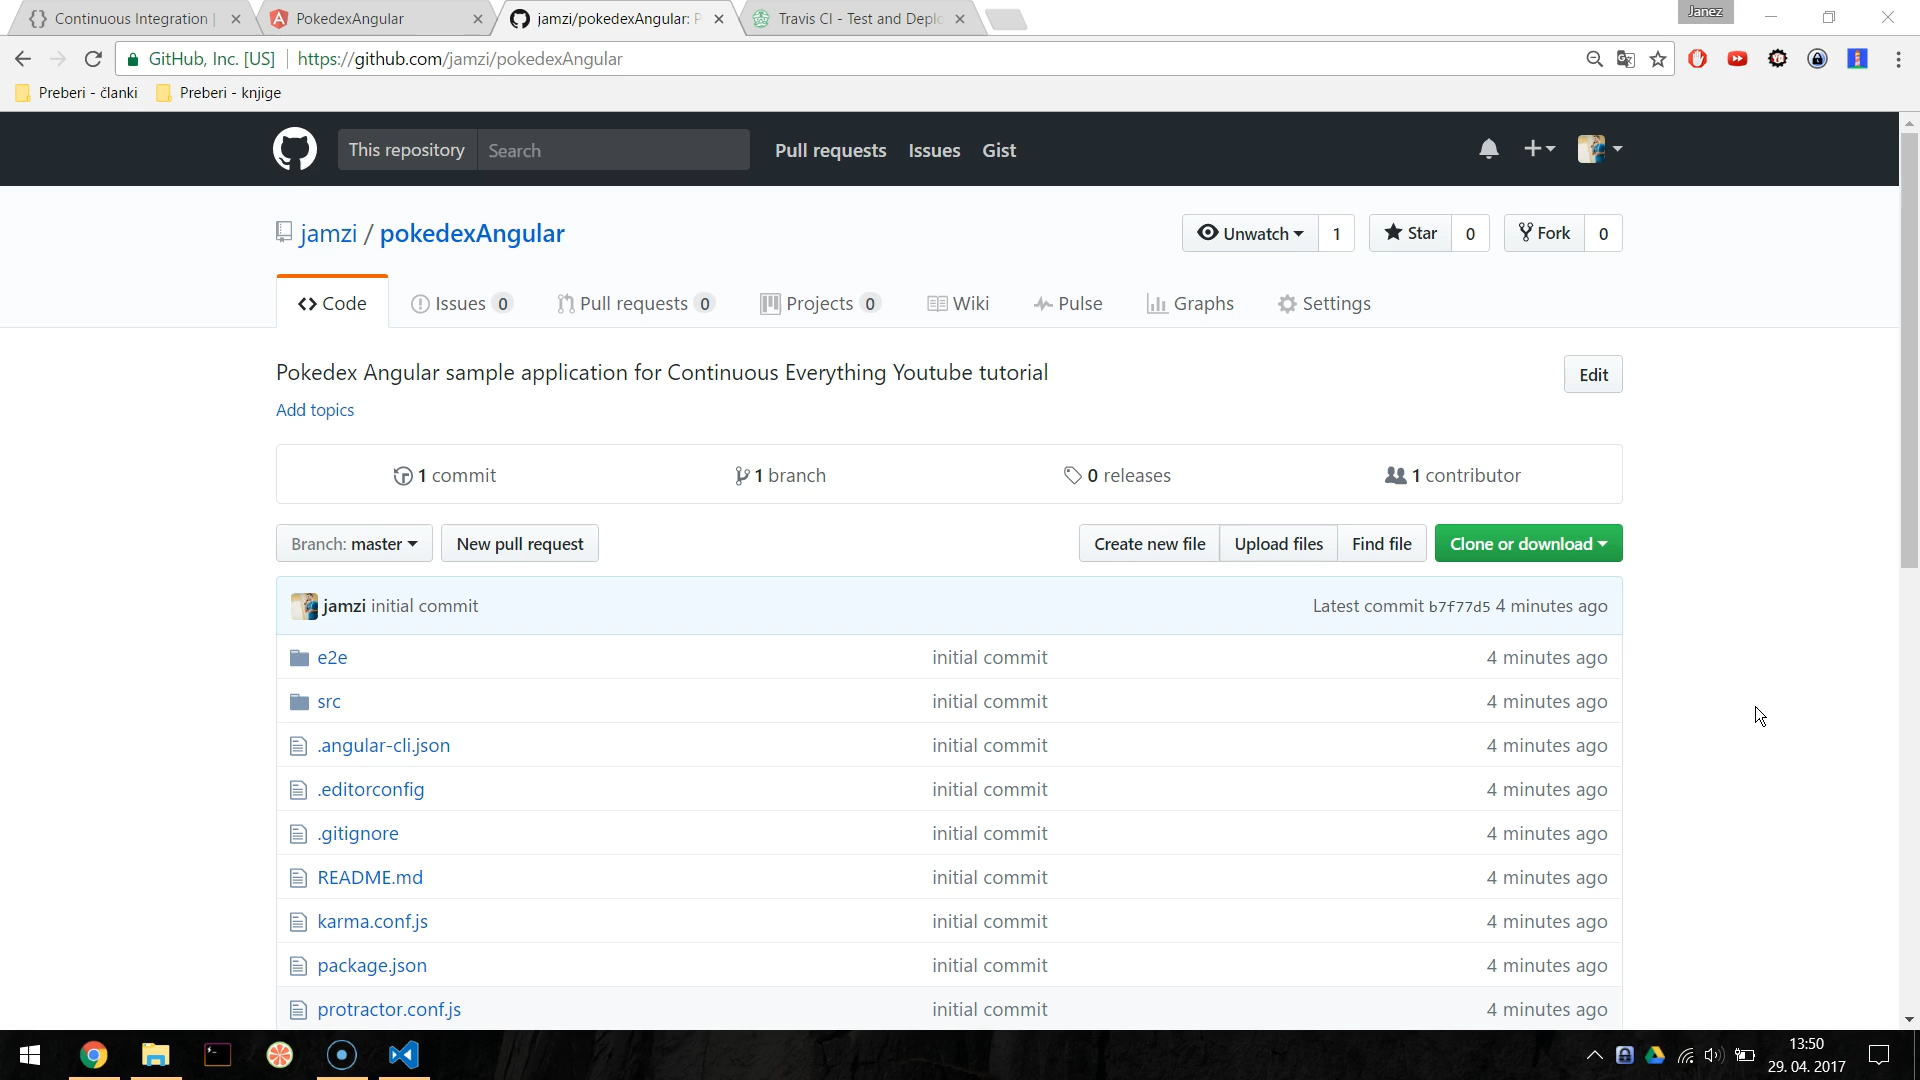 Continuous Integration |
PokedexAngular
jamzi/pokedexAngular: P
Travis CI - Test and Deplo
Janez
GitHub, Inc. [US]
https://github.com/jamzi/pokedexAngular
Preberi - članki
Preberi - knjige
This repository
Search
Pull requests
Issues
Gist
jamzi / pokedexAngular
Unwatch
1
Star
0
Fork
0
Code
Issues 0
Pull requests 0
Projects 0
Wiki
Pulse
Graphs
Settings
Pokedex Angular sample application for Continuous Everything Youtube tutorial
Edit
Add topics
1 commit
1 branch
0 releases
1 contributor
Branch: master
New pull request
Create new file
Upload files
Find file
Clone or download
jamzi initial commit
Latest commit b7f77d5 4 minutes ago
e2e
initial commit
4 minutes ago
src
initial commit
4 minutes ago
.angular-cli.json
initial commit
4 minutes ago
.editorconfig
initial commit
4 minutes ago
.gitignore
initial commit
4 minutes ago
README.md
initial commit
4 minutes ago
karma.conf.js
initial commit
4 minutes ago
package.json
initial commit
4 minutes ago
protractor.conf.js
initial commit
4 minutes ago
13:50
29. 04. 2017